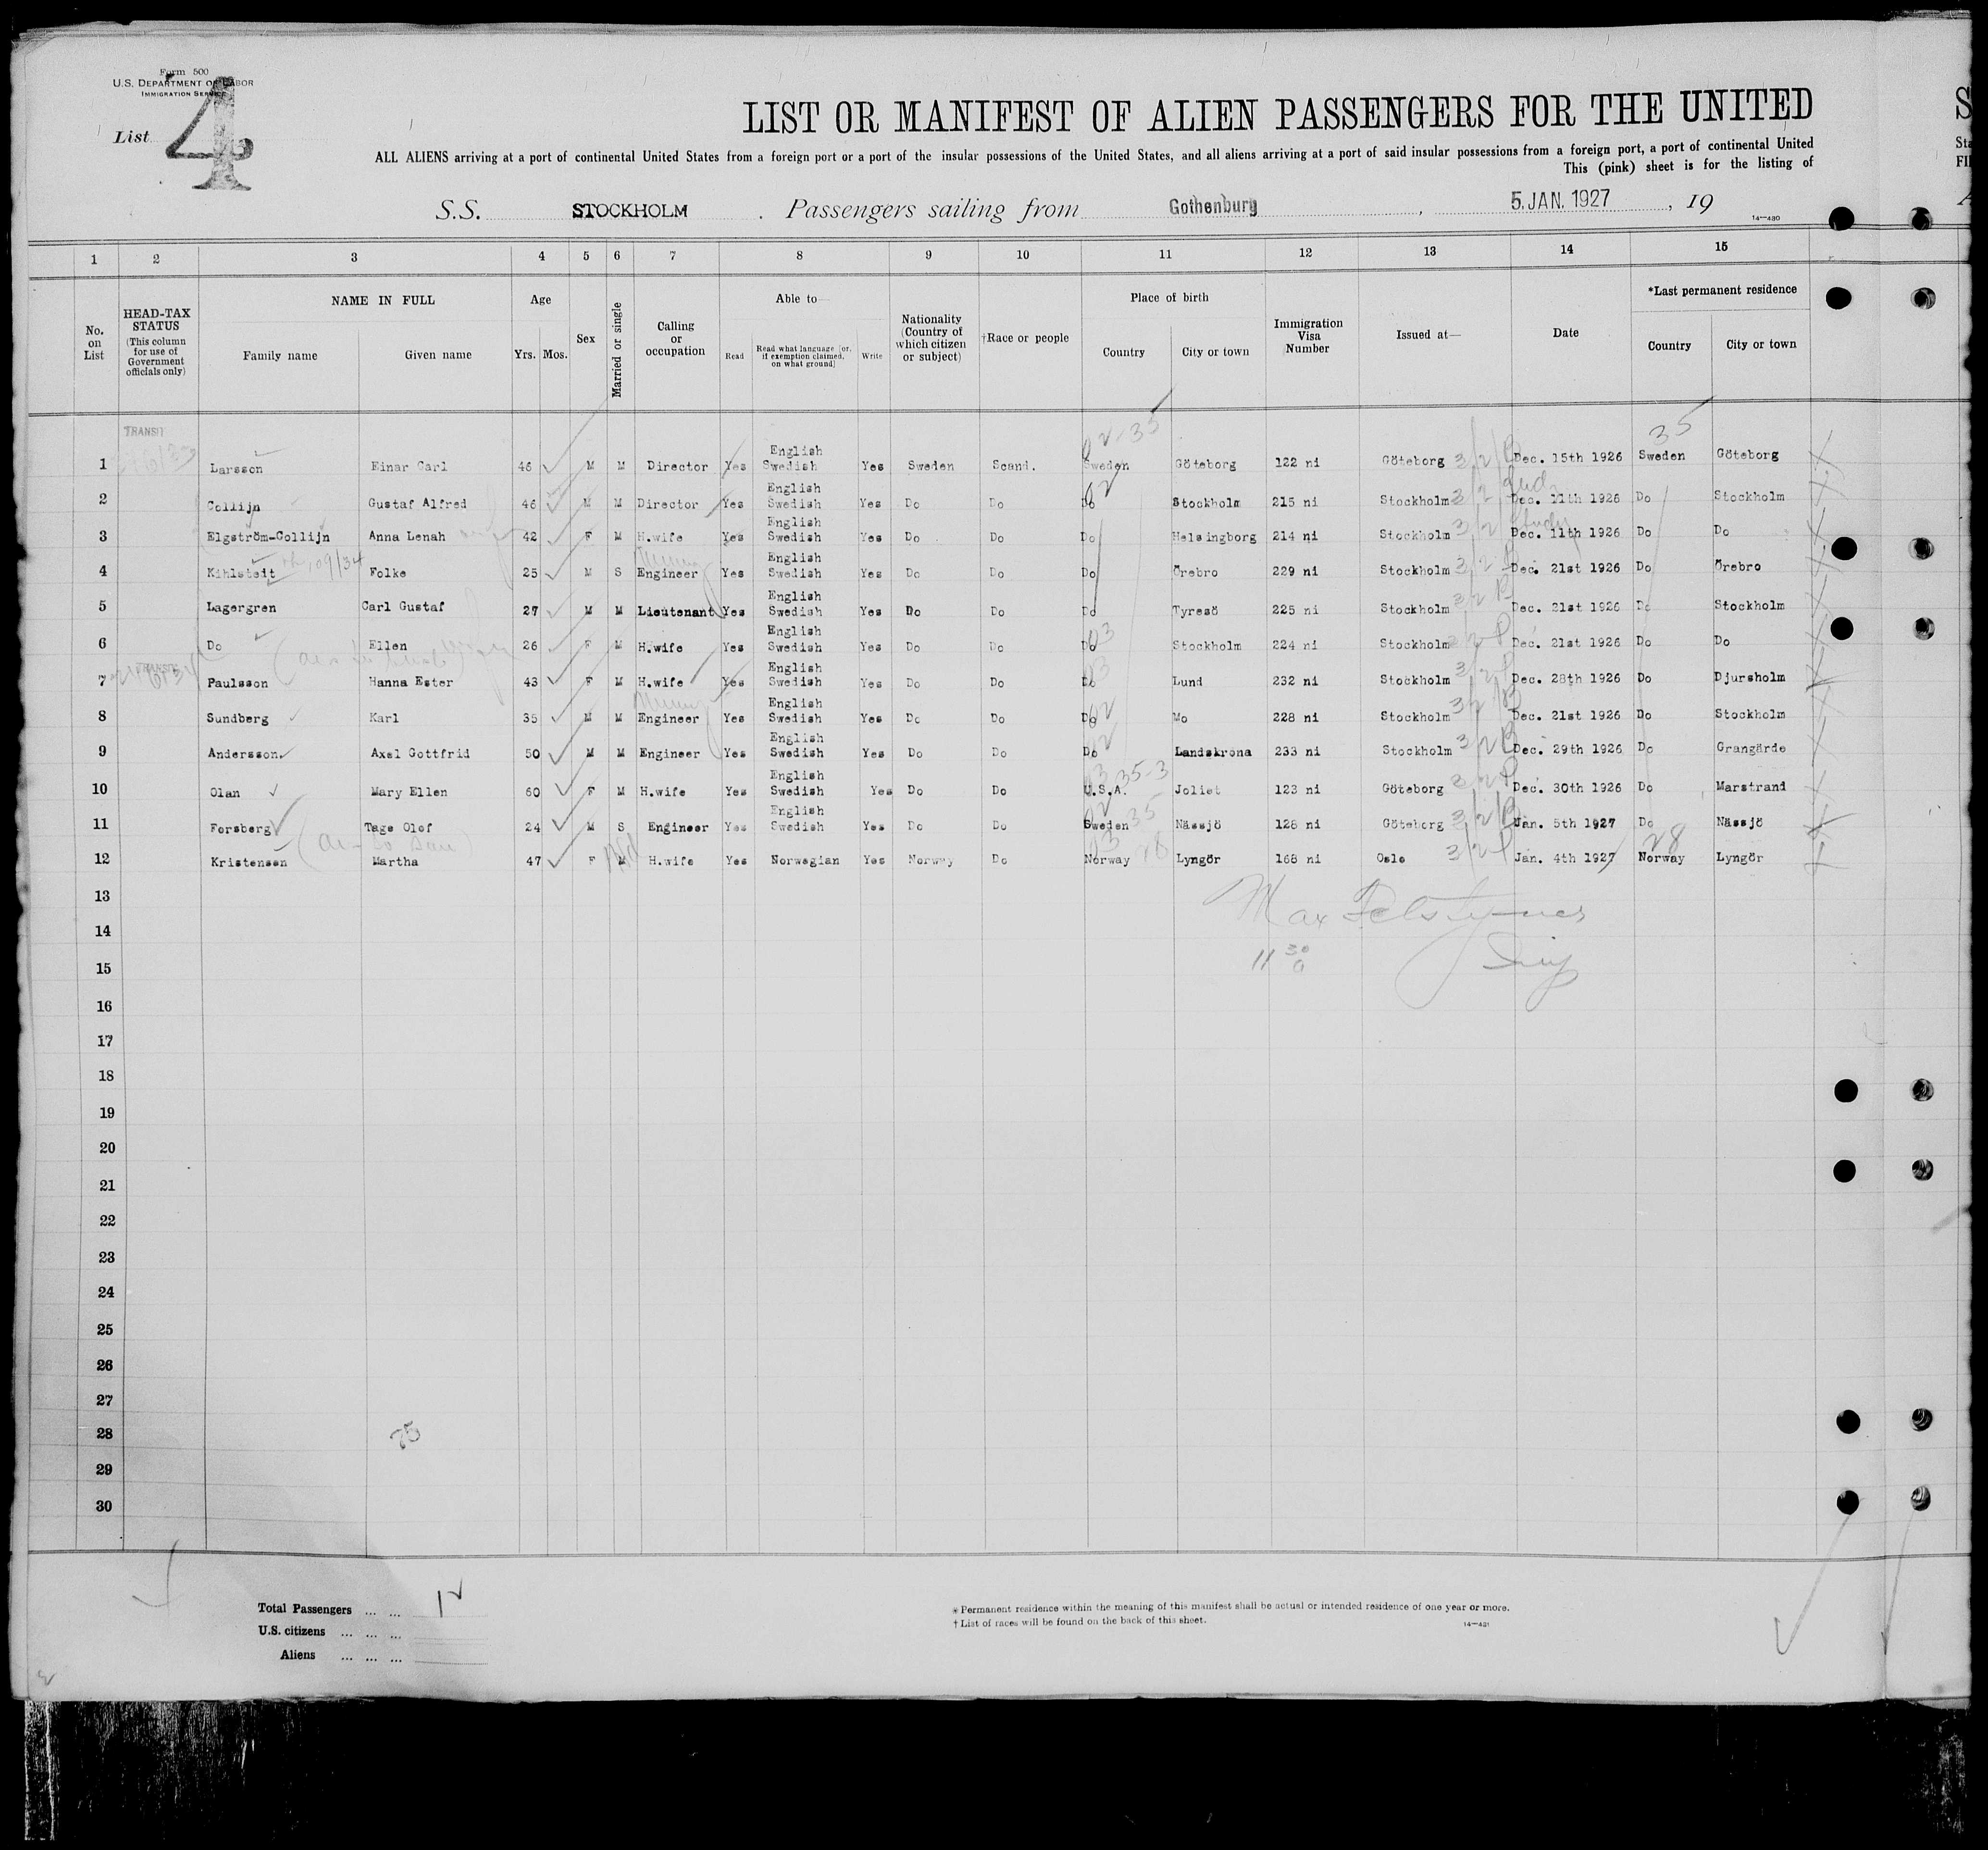 Form 500
U.S. DEPARTMENT OF LABOR
IMMIGRATION SERVICE
List 4
LIST OR MANIFEST OF ALIEN PASSENGERS FOR THE UNITED
ALL ALIENS arriving at a port of continental United States from a foreign port or a port of the insular possessions of the United States, and all aliens arriving at a port of said insular possessions from a foreign port, a port of continental United
This (pink) sheet is for the listing of
S.S. STOCKHOLM . Passengers sailing from Gothenburg , 5. JAN. 1927 , 19
14—430
1 2 3 4 5 6 7 8 9 10 11 12 13 14 15
No. on List
HEAD-TAX STATUS (This column for use of Government officials only)
NAME IN FULL
Family name Given name
Age
Yrs. Mos.
Sex
Married or single
Calling or occupation
Able to—
Read
Read what language [or, if exemption claimed, on what ground]
Write
Nationality (Country of which citizen or subject)
†Race or people
Place of birth
Country City or town
Immigration Visa Number
Issued at—
Date
*Last permanent residence
Country City or town
TRANSIT
02-35
35
1 Larsson Einar Carl 46 M M Director Yes English Swedish Yes Sweden Scand. Sweden Göteborg 122 ni Göteborg Dec. 15th 1926 Sweden Göteborg
2 Collijn Gustaf Alfred 46 M M Director Yes English Swedish Yes Do Do Do Stockholm 215 ni Stockholm Dec. 11th 1926 Do Stockholm
3 Elgström-Collijn Anna Lenah 42 F M H.wife Yes English Swedish Yes Do Do Do Helsingborg 214 ni Stockholm Dec. 11th 1926 Do Do
4 Kihlstedt Folke 25 M S Engineer Yes English Swedish Yes Do Do Do Örebro 229 ni Stockholm Dec. 21st 1926 Do Örebro
5 Lagergren Carl Gustaf 27 M M Lieutenant Yes English Swedish Yes Do Do Do Tyresö 225 ni Stockholm Dec. 21st 1926 Do Stockholm
6 Do Ellen 26 F M H.wife Yes English Swedish Yes Do Do Do Stockholm 224 ni Stockholm Dec. 21st 1926 Do Do
TRANSIT
7 Paulsson Hanna Ester 43 F M H.wife Yes English Swedish Yes Do Do Do Lund 232 ni Stockholm Dec. 28th 1926 Do Djursholm
8 Sundberg Karl 35 M M Engineer Yes English Swedish Yes Do Do Do Mo 228 ni Stockholm Dec. 21st 1926 Do Stockholm
9 Andersson Axel Gottfrid 50 M M Engineer Yes English Swedish Yes Do Do Do Landskrona 233 ni Stockholm Dec. 29th 1926 Do Grangärde
10 Olan Mary Ellen 60 F M H.wife Yes English Swedish Yes Do Do U.S.A. Joliet 123 ni Göteborg Dec. 30th 1926 Do Marstrand
11 Forsberg Tage Olof 24 M S Engineer Yes English Swedish Yes Do Do Sweden Nässjö 126 ni Göteborg Jan. 5th 1927 Do Nässjö
28
12 Kristensen Martha 47 F M H.wife Yes Norwegian Yes Norway Do Norway Lyngör 168 ni Oslo Jan. 4th 1927 Norway Lyngör
13
Max
14
11 30 a
15
16
17
18
19
20
21
22
23
24
25
26
27
28
29
30
Total Passengers ... ... 12
U.S. citizens ... ... ...
Aliens ... ... ...
* Permanent residence within the meaning of this manifest shall be actual or intended residence of one year or more.
† List of races will be found on the back of this sheet.
14—431